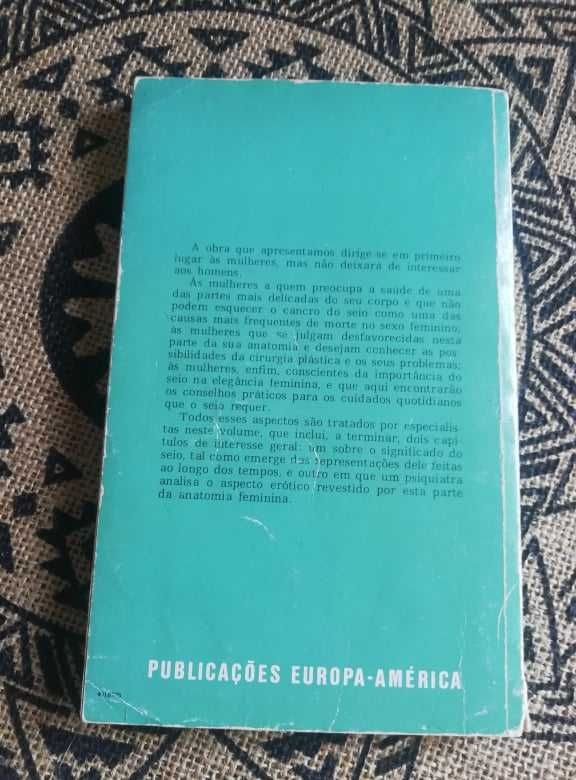 A obra que apresentamos dirige-se em primeiro
lugar às mulheres, mas não deixará de interessar
aos homens.
Às mulheres a quem preocupa a saúde de uma
das partes mais delicadas do seu corpo e que não
podem esquecer o cancro do seio como uma das
causas mais frequentes de morte no sexo feminino;
às mulheres que se julgam desfavorecidas nesta
parte da sua anatomia e desejam conhecer as pos-
sibilidades da cirurgia plástica e os seus problemas;
às mulheres, enfim, conscientes da importância do
seio na elegância feminina, e que aqui encontrarão
os conselhos práticos para os cuidados quotidianos
que o seio requer.
Todos esses aspectos são tratados por especialis-
tas neste volume, que inclui, a terminar, dois capí-
tulos de interesse geral: um sobre o significado do
seio, tal como emerge das representações dele feitas
ao longo dos tempos, e outro em que um psiquiatra
analisa o aspecto erótico revestido por esta parte
da anatomia feminina.
PUBLICAÇÕES EUROPA-AMÉRICA